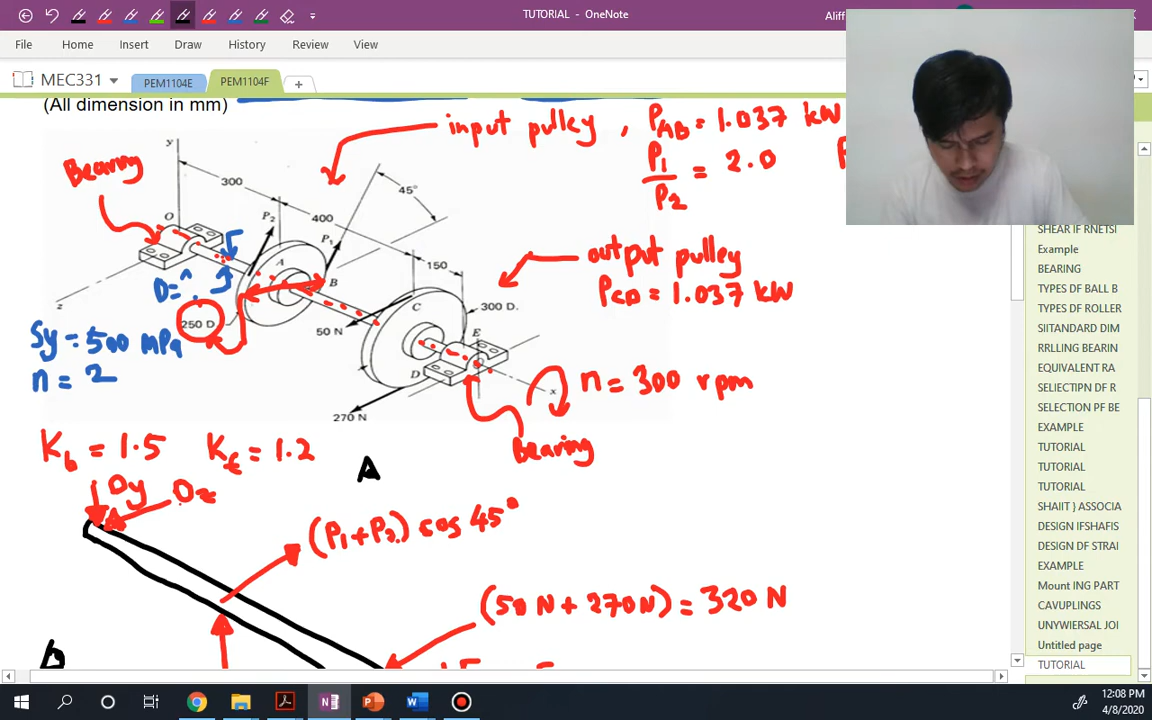 TUTORIAL - OneNote
Aliff
File Home Insert Draw History Review View
MEC331
PEM1104E
PEM1104F
(All dimension in mm)
input pulley , PAB = 1.037 kW
P1/P2 = 2.0
Bearing
y
300
45°
400
O
P2
P1
A
B
150
output pulley
PCD = 1.037 kW
D=?
z
250 D
50 N
C
300 D.
E
Sy = 500 MPa
n = 2
D
x
n = 300 rpm
270 N
Bearing
Kb = 1.5 Kt = 1.2
Oy
Oz
(P1+P2) cos 45°
(50 N + 270 N) = 320 N
SHEAR IF RNETSI
Example
BEARING
TYPES DF BALL B
TYPES DF ROLLER
SIITANDARD DIM
RRLLING BEARIN
EQUIVALENT RA
SELIECTIPN DF R
SELECTION PF BE
EXAMPLE
TUTORIAL
TUTORIAL
TUTORIAL
SHAIIT } ASSOCIA
DESIGN IFSHAFIS
DESIGN DF STRAI
EXAMPLE
Mount ING PART
CAVUPLINGS
UNYWIERSAL JOI
Untitled page
TUTORIAL
12:08 PM
4/8/2020